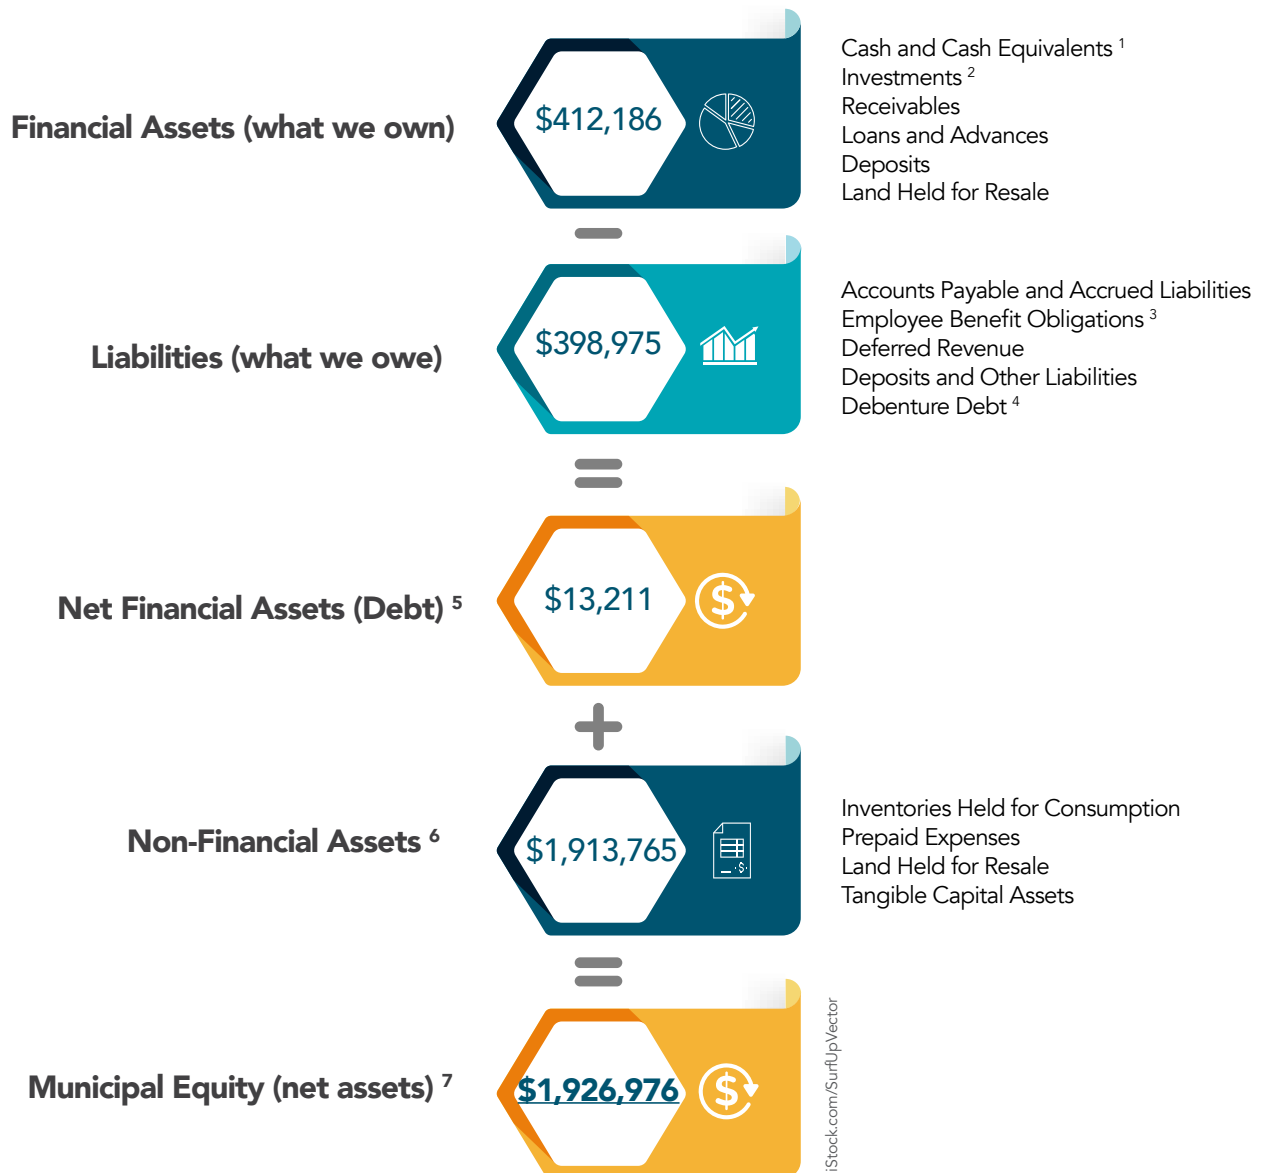 Financial Assets (what we own)
$412,186
Cash and Cash Equivalents 1
Investments 2
Receivables
Loans and Advances
Deposits
Land Held for Resale
−
Liabilities (what we owe)
$398,975
Accounts Payable and Accrued Liabilities
Employee Benefit Obligations 3
Deferred Revenue
Deposits and Other Liabilities
Debenture Debt 4
=
Net Financial Assets (Debt) 5
$13,211
$
+
Non-Financial Assets 6
$1,913,765
$
Inventories Held for Consumption
Prepaid Expenses
Land Held for Resale
Tangible Capital Assets
=
Municipal Equity (net assets) 7
$1,926,976
$
iStock.com/SurfUpVector